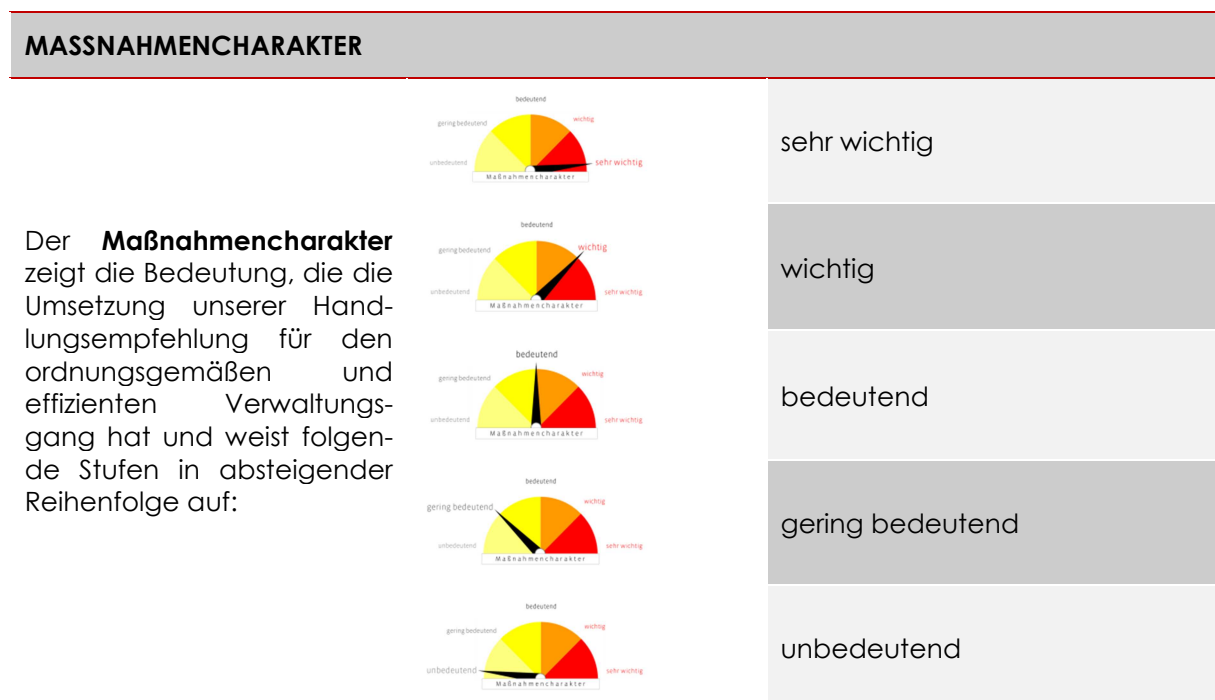 MASSNAHMENCHARAKTER
Der Maßnahmencharakter
zeigt die Bedeutung, die die
Umsetzung unserer Hand-
lungsempfehlung für den
ordnungsgemäßen und
effizienten Verwaltungs-
gang hat und weist folgen-
de Stufen in absteigender
Reihenfolge auf:
bedeutend
gering bedeutend
wichtig
unbedeutend
sehr wichtig
Maßnahmencharakter
sehr wichtig
bedeutend
gering bedeutend
wichtig
unbedeutend
sehr wichtig
Maßnahmencharakter
wichtig
bedeutend
gering bedeutend
wichtig
unbedeutend
sehr wichtig
Maßnahmencharakter
bedeutend
bedeutend
gering bedeutend
wichtig
unbedeutend
sehr wichtig
Maßnahmencharakter
gering bedeutend
bedeutend
gering bedeutend
wichtig
unbedeutend
sehr wichtig
Maßnahmencharakter
unbedeutend